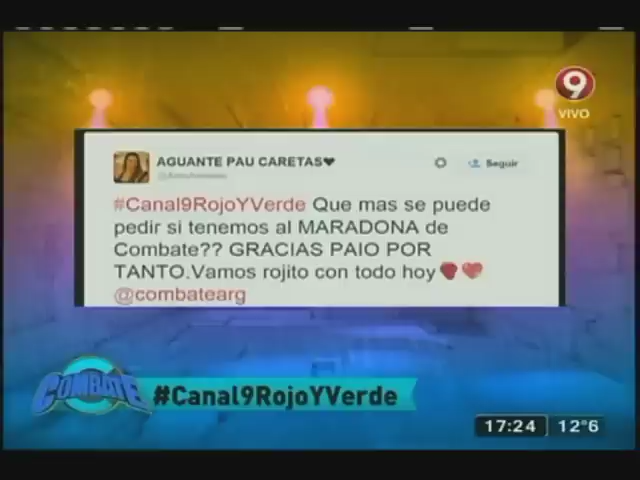 9
VIVO
AGUANTE PAU CARETAS❤
Seguir
#Canal9RojoYVerde Que mas se puede
pedir si tenemos al MARADONA de
Combate?? GRACIAS PAIO POR
TANTO.Vamos rojito con todo hoy🌹❤
@combatearg
COMBATE
#Canal9RojoYVerde
17:24 12°6